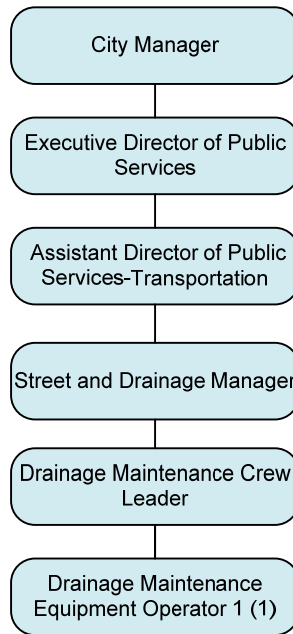 City Manager
Executive Director of Public
Services
Assistant Director of Public
Services-Transportation
Street and Drainage Manager
Drainage Maintenance Crew
Leader
Drainage Maintenance
Equipment Operator 1 (1)